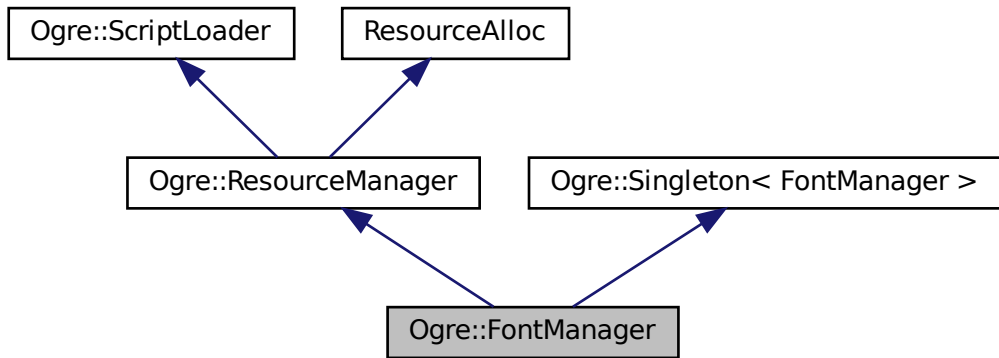 Ogre::ScriptLoader
ResourceAlloc
Ogre::ResourceManager
Ogre::Singleton< FontManager >
Ogre::FontManager